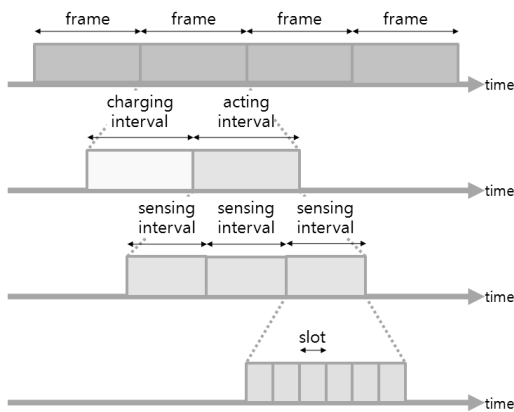 frame frame frame frame
time
charging acting
interval interval
time
sensing sensing sensing
interval interval interval
time
slot
time